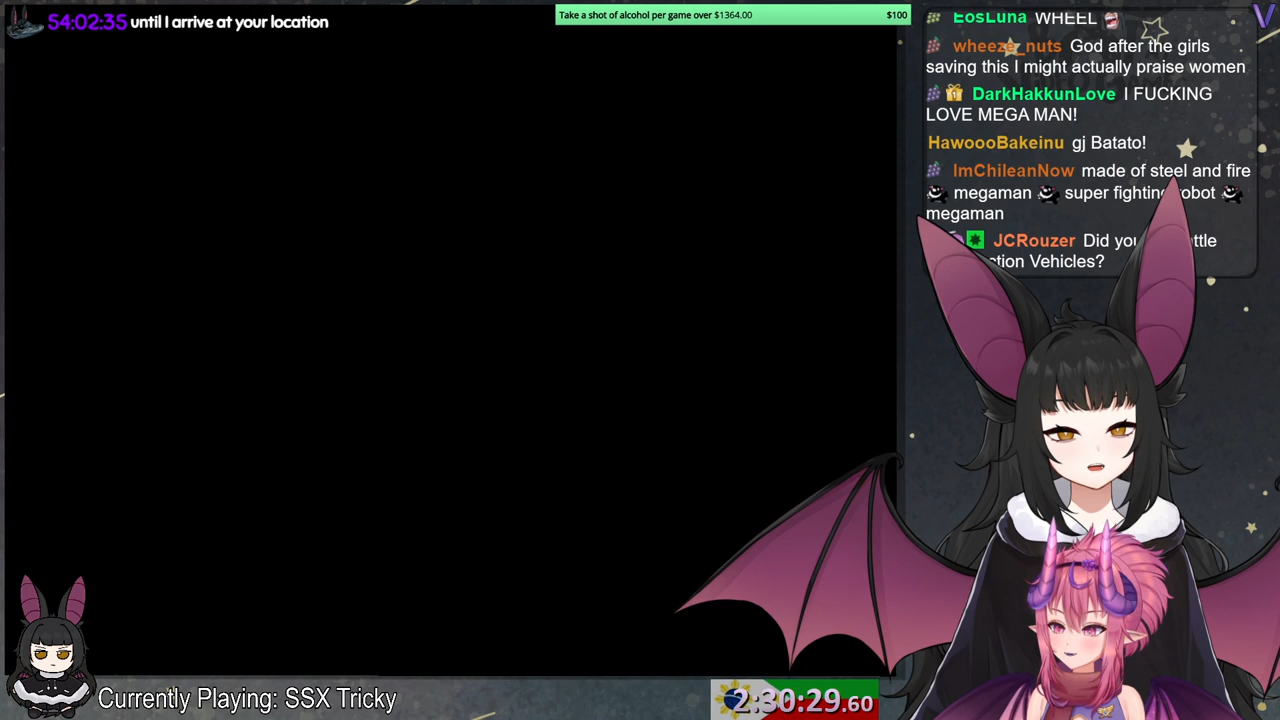 54:02:35 until I arrive at your location
Take a shot of alcohol per game over $1364.00 $100
EosLuna WHEEL
wheeze_nuts God after the girls
saving this I might actually praise women
DarkHakkunLove I FUCKING
LOVE MEGA MAN!
HawoooBakeinu gj Batato!
ImChileanNow made of steel and fire
megaman super fighting robot
megaman
JCRouzer Did you
Vehicles?
Currently Playing: SSX Tricky
2:30:29.60